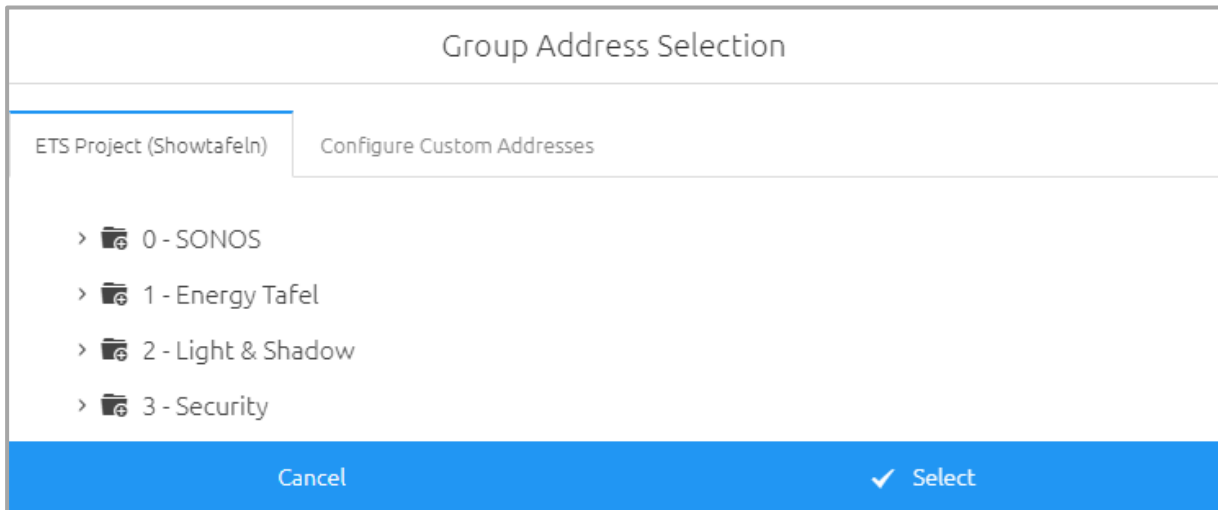 Group Address Selection
ETS Project (Showtafeln) Configure Custom Addresses
0 - SONOS
1 - Energy Tafel
2 - Light & Shadow
3 - Security
Cancel Select